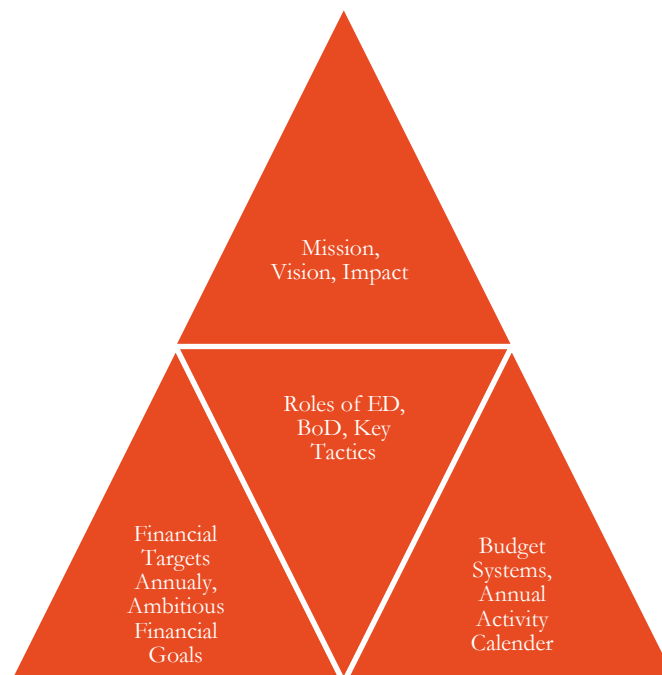 Mission,
Vision, Impact
Roles of ED,
BoD, Key
Tactics
Financial
Targets
Annualy,
Ambitious
Financial
Goals
Budget
Systems,
Annual
Activity
Calender